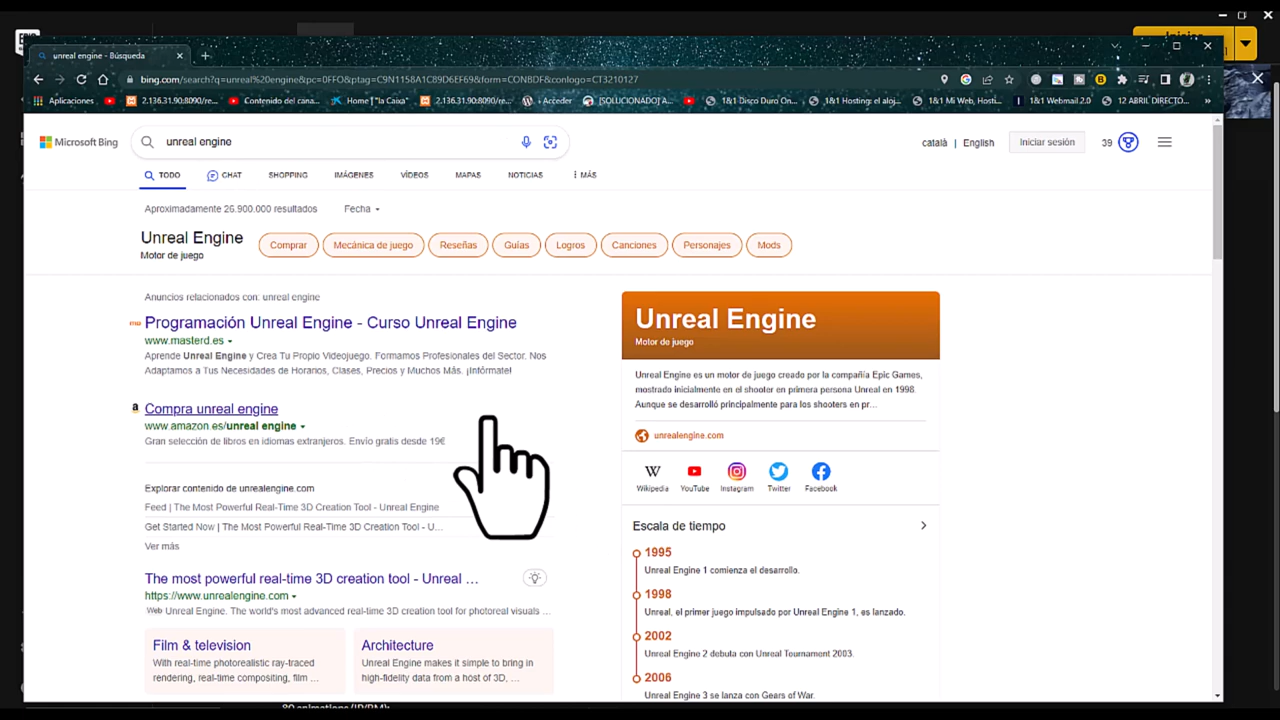 unreal engine - Búsqueda
bing.com/search?q=unreal%20engine&pc=0FFO&ptag=C9N1158A1C89D6EF69&form=CONBDF&conlogo=CT3210127
Aplicaciones 2.136.31.90:8090/re... Contenido del cana... Home | "la Caixa" 2.136.31.90:8090/re... ‹ Acceder [SOLUCIONADO] A... 1&1 Disco Duro On... 1&1 Hosting: el aloj... 1&1 Mi Web, Hosti... 1&1 Webmail 2.0 12 ABRIL DIRECTO... »
Microsoft Bing
unreal engine
català | English
Iniciar sesión
39
TODO CHAT SHOPPING IMÁGENES VÍDEOS MAPAS NOTICIAS MÁS
Aproximadamente 26.900.000 resultados Fecha
Unreal Engine
Motor de juego
Comprar Mecánica de juego Reseñas Guías Logros Canciones Personajes Mods
Anuncios relacionados con: unreal engine
Programación Unreal Engine - Curso Unreal Engine
www.masterd.es
Aprende Unreal Engine y Crea Tu Propio Videojuego. Formamos Profesionales del Sector. Nos
Adaptamos a Tus Necesidades de Horarios, Clases, Precios y Muchos Más. ¡Infórmate!
Compra unreal engine
www.amazon.es/unreal engine
Gran selección de libros en idiomas extranjeros. Envío gratis desde 19€
Explorar contenido de unrealengine.com
Feed | The Most Powerful Real-Time 3D Creation Tool - Unreal Engine
Get Started Now | The Most Powerful Real-Time 3D Creation Tool - U...
Ver más
The most powerful real-time 3D creation tool - Unreal ...
https://www.unrealengine.com
Web Unreal Engine. The world's most advanced real-time 3D creation tool for photoreal visuals ...
Film & television
With real-time photorealistic ray-traced
rendering, real-time compositing, film ...
Architecture
Unreal Engine makes it simple to bring in
high-fidelity data from a host of 3D, ...
Unreal Engine
Motor de juego
Unreal Engine es un motor de juego creado por la compañía Epic Games,
mostrado inicialmente en el shooter en primera persona Unreal en 1998.
Aunque se desarrolló principalmente para los shooters en pr...
unrealengine.com
Wikipedia YouTube Instagram Twitter Facebook
Escala de tiempo
1995
Unreal Engine 1 comienza el desarrollo.
1998
Unreal, el primer juego impulsado por Unreal Engine 1, es lanzado.
2002
Unreal Engine 2 debuta con Unreal Tournament 2003.
2006
Unreal Engine 3 se lanza con Gears of War.